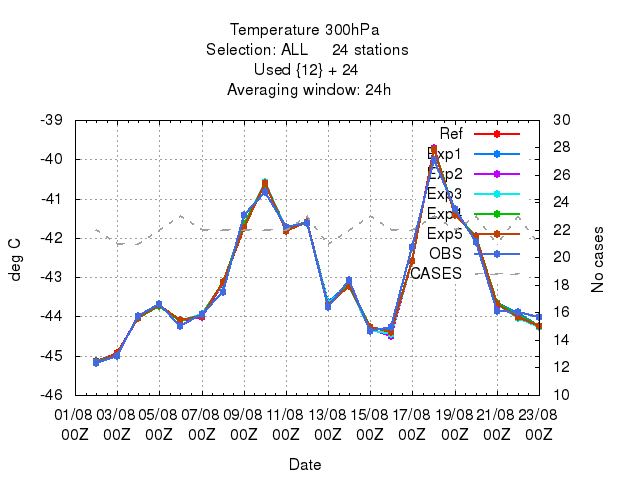 Temperature 300hPa
Selection: ALL 24 stations
Used {12} + 24
Averaging window: 24h
-39
-40
-41
-42
-43
-44
-45
-46
30
28
26
24
22
20
18
16
14
12
10
deg C
No cases
Ref
Exp1
Exp2
Exp3
Exp4
Exp5
OBS
CASES
01/08 03/08 05/08 07/08 09/08 11/08 13/08 15/08 17/08 19/08 21/08 23/08
00Z 00Z 00Z 00Z 00Z 00Z 00Z 00Z 00Z 00Z 00Z 00Z
Date